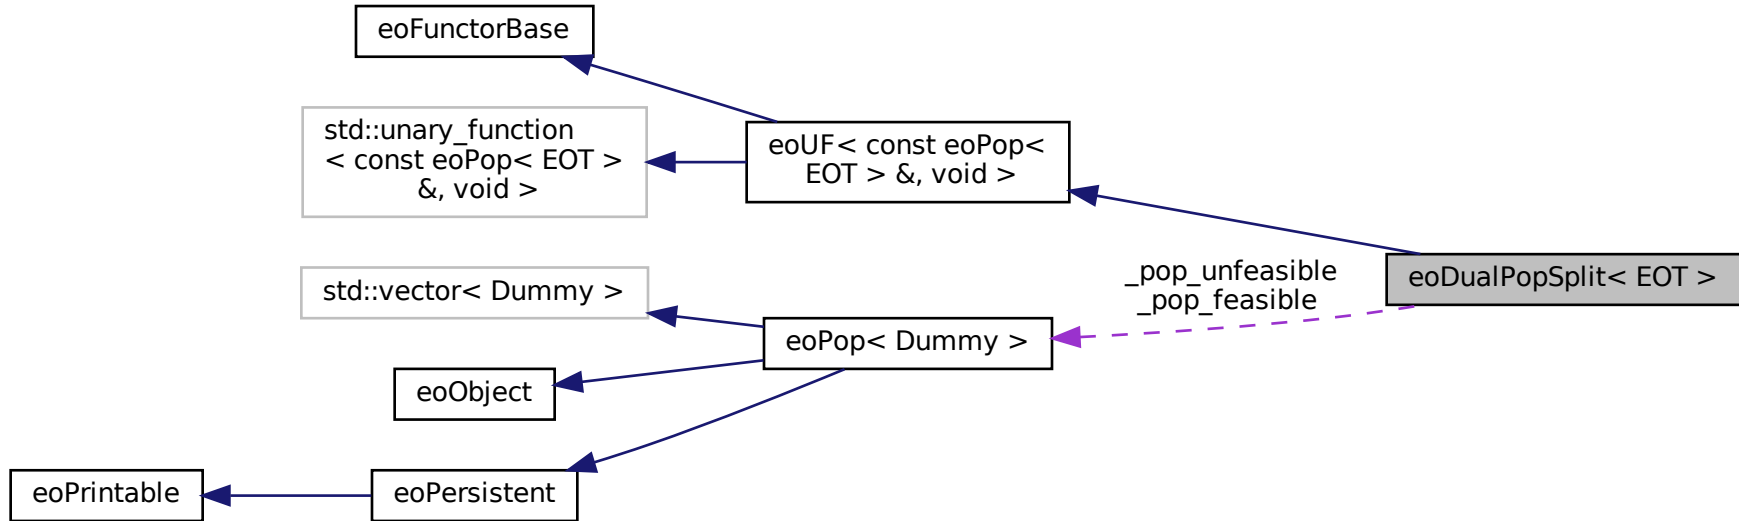 eoFunctorBase
std::unary_function
< const eoPop< EOT >
&, void >
eoUF< const eoPop<
EOT > &, void >
eoDualPopSplit< EOT >
_pop_unfeasible
_pop_feasible
std::vector< Dummy >
eoPop< Dummy >
eoObject
eoPrintable
eoPersistent